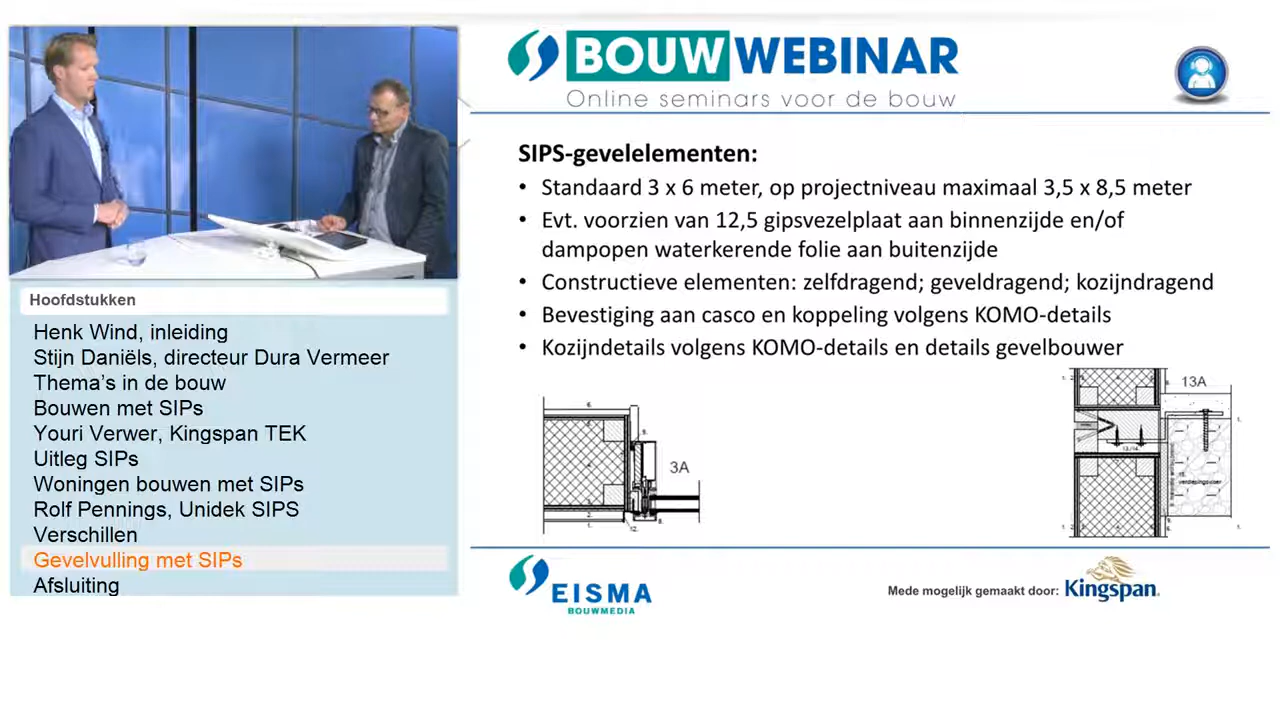 BOUWWEBINAR
Online seminars voor de bouw
Hoofdstukken
Henk Wind, inleiding
Stijn Daniëls, directeur Dura Vermeer
Thema's in de bouw
Bouwen met SIPs
Youri Verwer, Kingspan TEK
Uitleg SIPs
Woningen bouwen met SIPs
Rolf Pennings, Unidek SIPS
Verschillen
Gevelvulling met SIPs
Afsluiting
SIPS-gevelelementen:
• Standaard 3 x 6 meter, op projectniveau maximaal 3,5 x 8,5 meter
• Evt. voorzien van 12,5 gipsvezelplaat aan binnenzijde en/of
dampopen waterkerende folie aan buitenzijde
• Constructieve elementen: zelfdragend; geveldragend; kozijndragend
• Bevestiging aan casco en koppeling volgens KOMO-details
• Kozijndetails volgens KOMO-details en details gevelbouwer
3A
13A
EISMA
BOUWMEDIA
Mede mogelijk gemaakt door:
Kingspan.